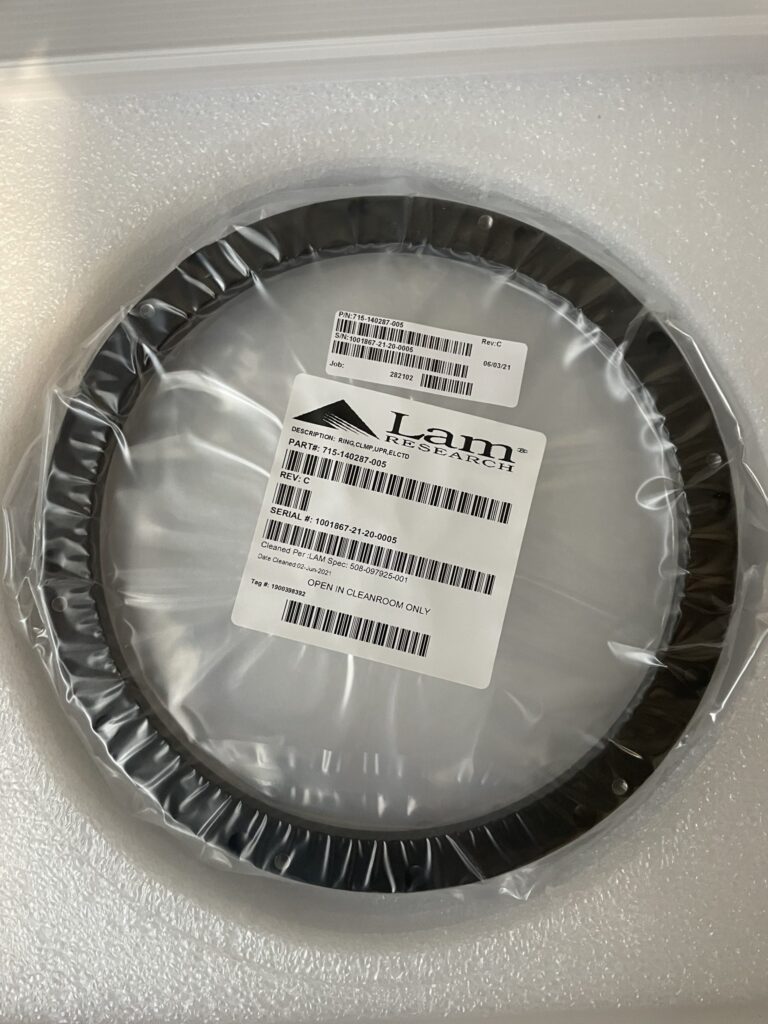 P/N:715-140287-005
Rev:C
S/N:1001867-21-20-0005
06/03/21
Job: 282102
Lam®
RESEARCH
DESCRIPTION: RING,CLMP,UPR,ELCTD
PART#: 715-140287-005
REV: C
SERIAL #: 1001867-21-20-0005
Cleaned Per :LAM Spec: 508-097925-001
Date Cleaned:02-Jun-2021
OPEN IN CLEANROOM ONLY
Tag #: 1900398392